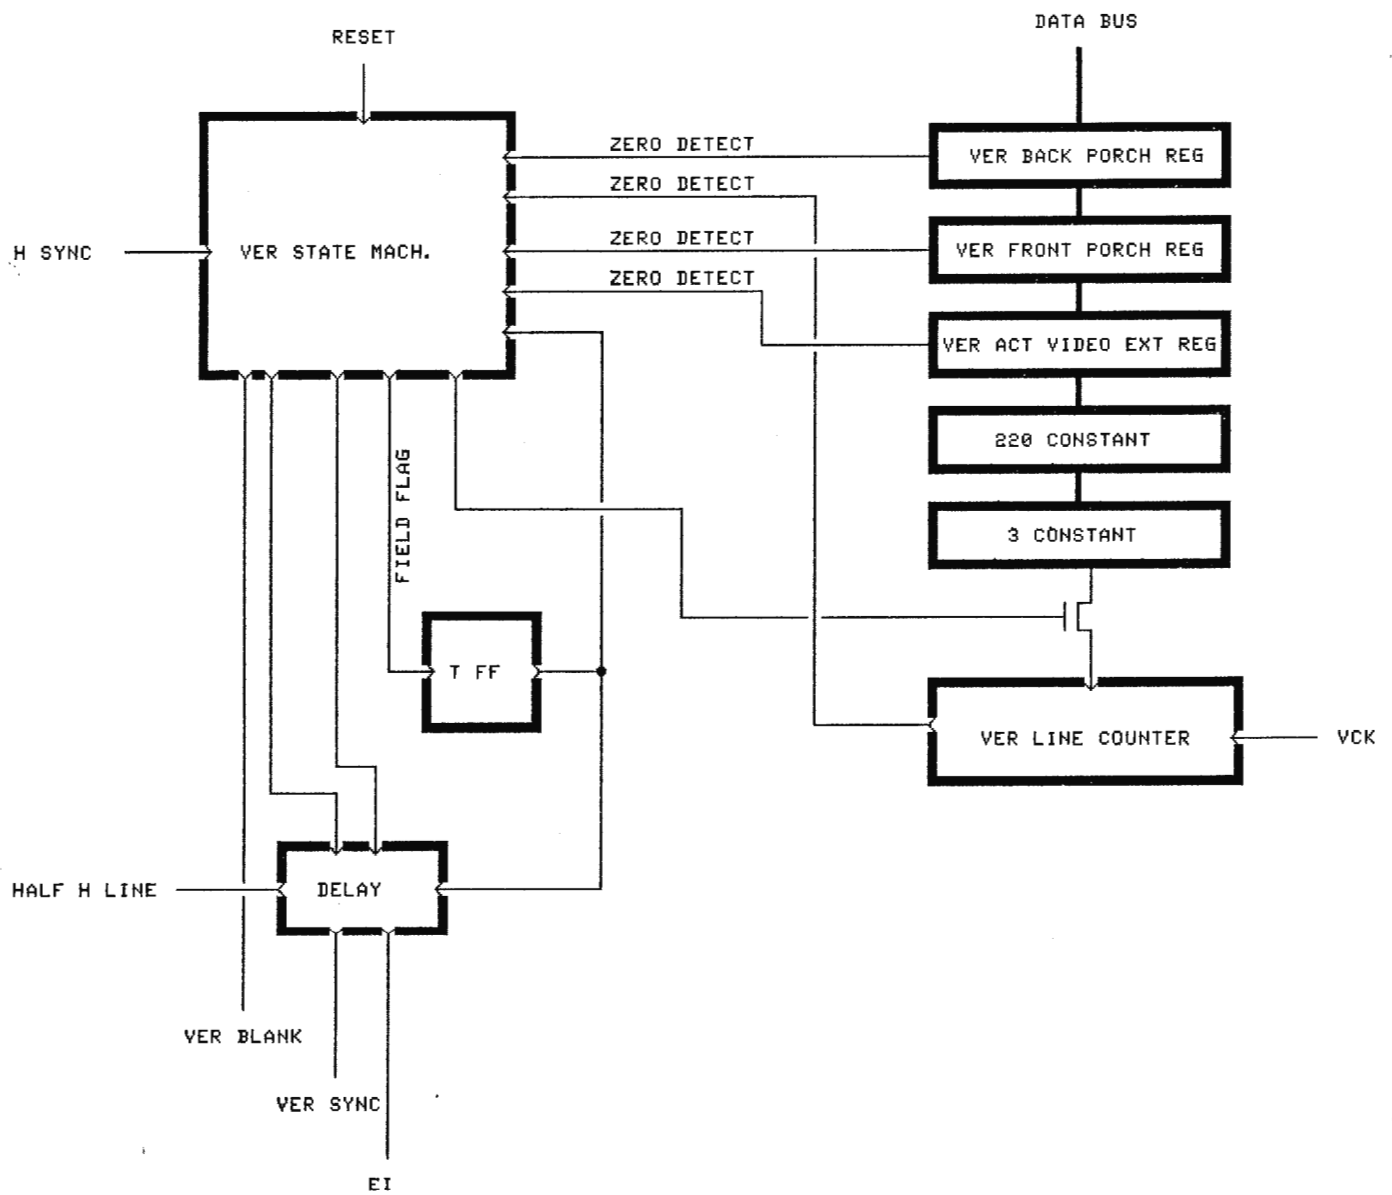 DATA BUS
RESET
ZERO DETECT
VER BACK PORCH REG
ZERO DETECT
H SYNC
VER STATE MACH.
ZERO DETECT
VER FRONT PORCH REG
ZERO DETECT
VER ACT VIDEO EXT REG
220 CONSTANT
FIELD FLAG
3 CONSTANT
T FF
VER LINE COUNTER
VCK
HALF H LINE
DELAY
VER BLANK
VER SYNC
EI